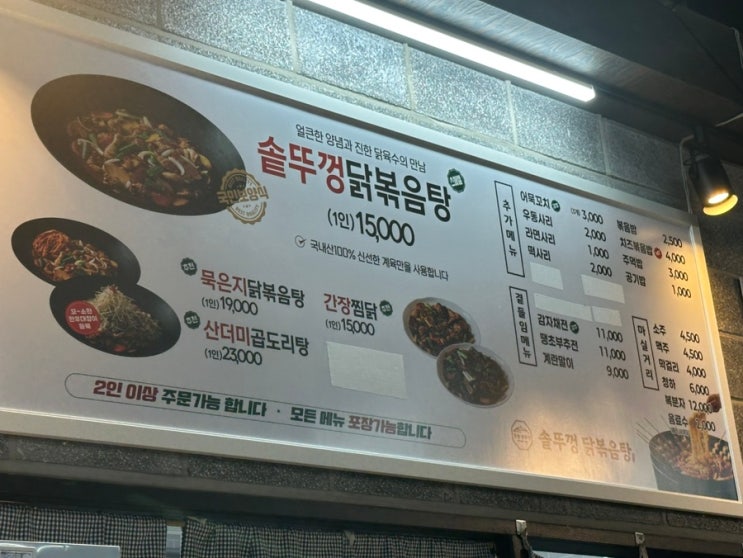 얼큰한 양념과 진한 닭육수의 만남
솥뚜껑닭볶음탕
(1인)15,000
국내산100% 신선한 계육만을 사용합니다
국민보양식
묵은지닭볶음탕
(1인)19,000
산더미곱도리탕
(1인)23,000
간장찜닭
(1인)15,000
2인 이상 주문가능 합니다 · 모든 메뉴 포장가능합니다
추가메뉴
어묵꼬치 3,000
우동사리 2,000
라면사리 1,000
떡사리 2,000
볶음밥 2,500
치즈볶음밥 4,000
주먹밥 3,000
공기밥 1,000
곁들임메뉴
감자채전 11,000
땡초부추전 11,000
계란말이 9,000
마실거리
소주 4,500
맥주 4,500
막걸리 4,000
청하 6,000
복분자 12,000
음료수 2,000
솥뚜껑 닭볶음탕